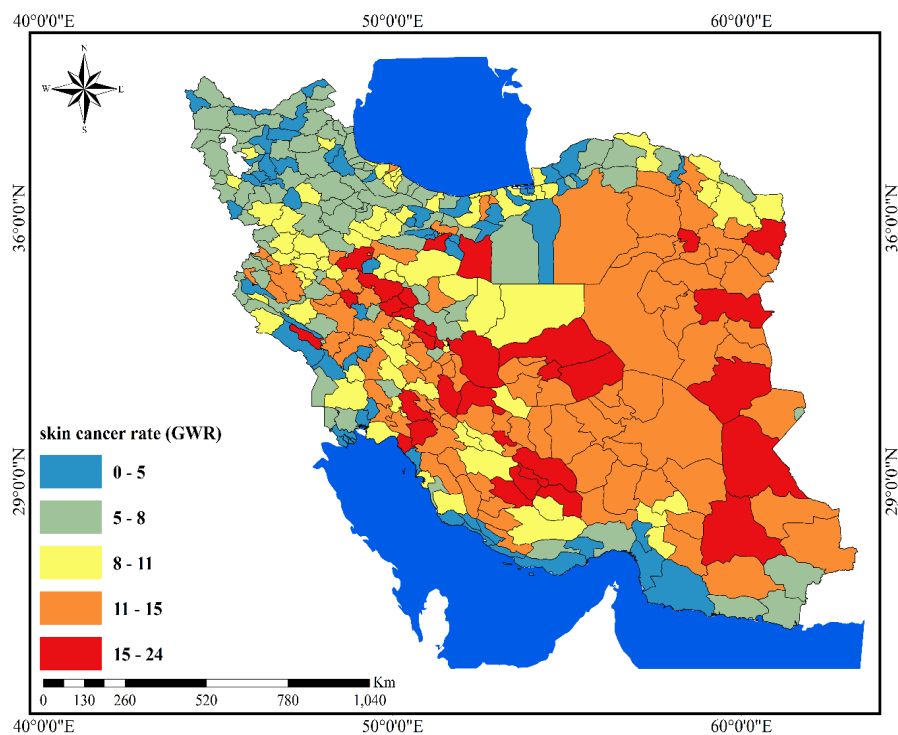 40°0'0"E 50°0'0"E 60°0'0"E
N
W E
S
36°0'0"N 36°0'0"N
29°0'0"N 29°0'0"N
skin cancer rate (GWR)
0 - 5
5 - 8
8 - 11
11 - 15
15 - 24
Km
0 130 260 520 780 1,040
40°0'0"E 50°0'0"E 60°0'0"E